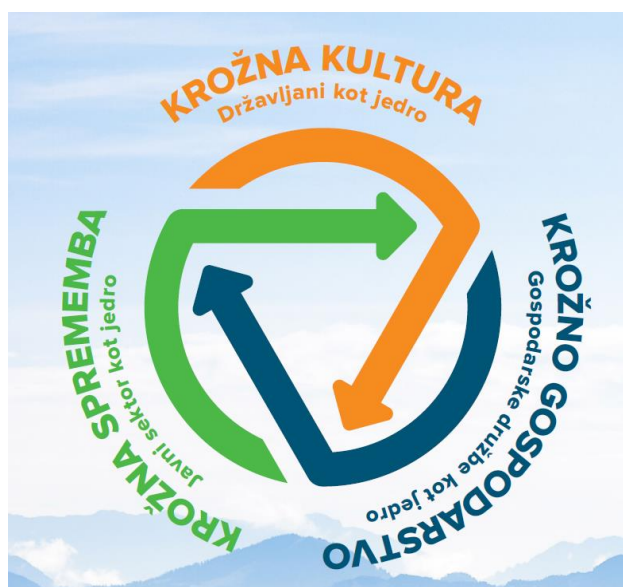 KROŽNA KULTURA
Državljani kot jedro
KROŽNO GOSPODARSTVO
Gospodarske družbe kot jedro
KROŽNA SPREMEMBA
Javni sektor kot jedro